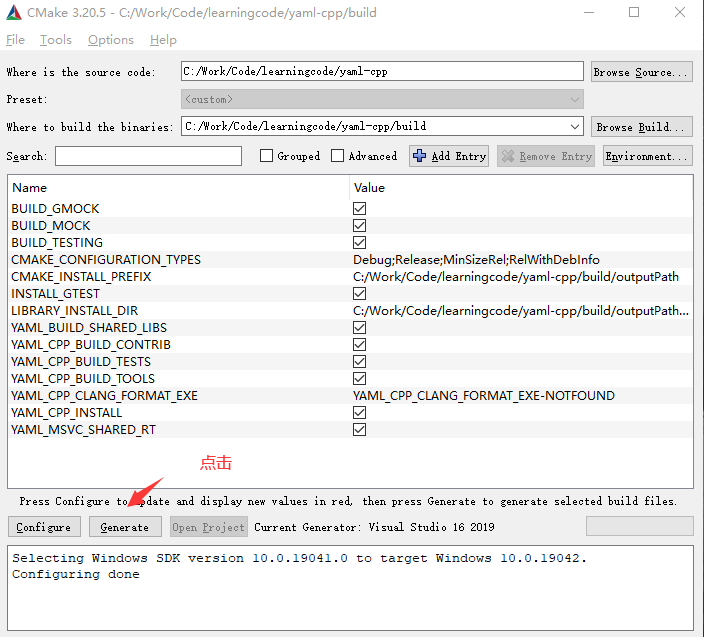 CMake 3.20.5 - C:/Work/Code/learningcode/yaml-cpp/build
File Tools Options Help
Where is the source code: C:/Work/Code/learningcode/yaml-cpp Browse Source...
Preset: <custom>
Where to build the binaries: C:/Work/Code/learningcode/yaml-cpp/build Browse Build...
Search: Grouped Advanced Add Entry Remove Entry Environment...
Name Value
BUILD_GMOCK
BUILD_MOCK
BUILD_TESTING
CMAKE_CONFIGURATION_TYPES Debug;Release;MinSizeRel;RelWithDebInfo
CMAKE_INSTALL_PREFIX C:/Work/Code/learningcode/yaml-cpp/build/outputPath
INSTALL_GTEST
LIBRARY_INSTALL_DIR C:/Work/Code/learningcode/yaml-cpp/build/outputPath...
YAML_BUILD_SHARED_LIBS
YAML_CPP_BUILD_CONTRIB
YAML_CPP_BUILD_TESTS
YAML_CPP_BUILD_TOOLS
YAML_CPP_CLANG_FORMAT_EXE YAML_CPP_CLANG_FORMAT_EXE-NOTFOUND
YAML_CPP_INSTALL
YAML_MSVC_SHARED_RT
点击
Press Configure to update and display new values in red, then press Generate to generate selected build files.
Configure Generate Open Project Current Generator: Visual Studio 16 2019
Selecting Windows SDK version 10.0.19041.0 to target Windows 10.0.19042.
Configuring done